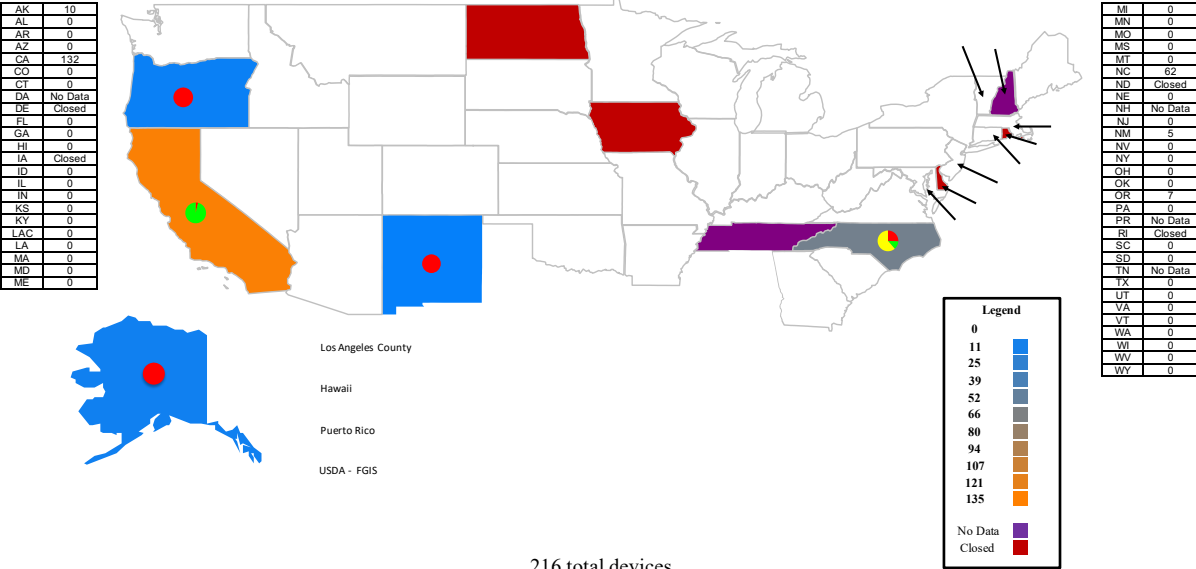 AK 10
AL 0
AR 0
AZ 0
CA 132
CO 0
CT 0
DA No Data
DE Closed
FL 0
GA 0
HI 0
IA Closed
ID 0
IL 0
IN 0
KS 0
KY 0
LAC 0
LA 0
MA 0
MD 0
ME 0
MI 0
MN 0
MO 0
MS 0
MT 0
NC 62
ND Closed
NE 0
NH No Data
NJ 0
NM 5
NV 0
NY 0
OH 0
OK 0
OR 7
PA 0
PR No Data
RI Closed
SC 0
SD 0
TN No Data
TX 0
UT 0
VA 0
VT 0
WA 0
WI 0
WV 0
WY 0
Los Angeles County
Hawaii
Puerto Rico
USDA - FGIS
Legend
0
11
25
39
52
66
80
94
107
121
135
No Data
Closed
216 total devices